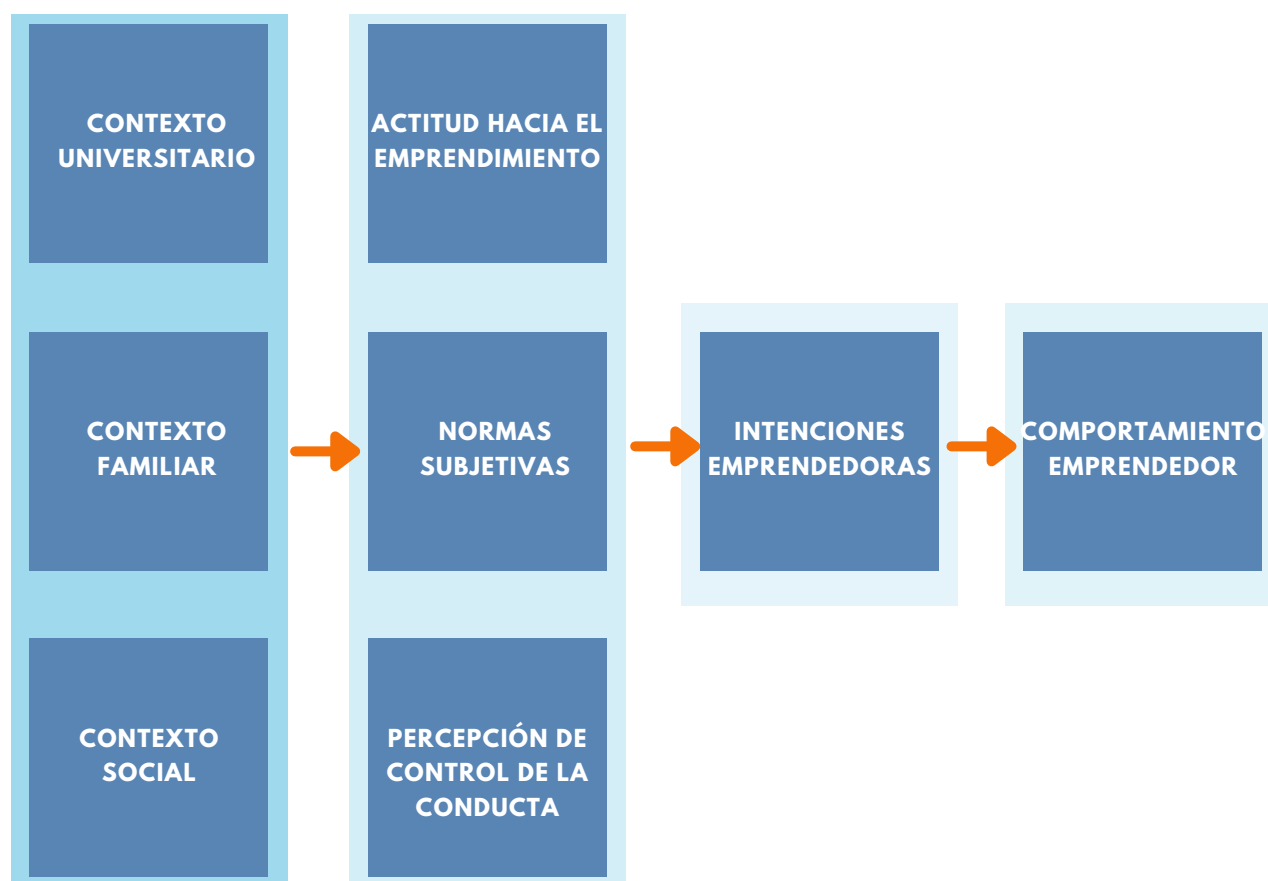 CONTEXTO
UNIVERSITARIO
ACTITUD HACIA EL
EMPRENDIMIENTO
CONTEXTO
FAMILIAR
NORMAS
SUBJETIVAS
INTENCIONES
EMPRENDEDORAS
COMPORTAMIENTO
EMPRENDEDOR
CONTEXTO
SOCIAL
PERCEPCIÓN DE
CONTROL DE LA
CONDUCTA